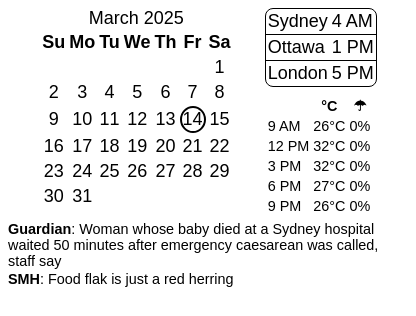 March 2025
Su Mo Tu We Th Fr Sa
1
2 3 4 5 6 7 8
9 10 11 12 13 14 15
16 17 18 19 20 21 22
23 24 25 26 27 28 29
30 31
Sydney 4 AM
Ottawa 1 PM
London 5 PM
°C ☂
9 AM 26°C 0%
12 PM 32°C 0%
3 PM 32°C 0%
6 PM 27°C 0%
9 PM 26°C 0%
Guardian: Woman whose baby died at a Sydney hospital
waited 50 minutes after emergency caesarean was called,
staff say
SMH: Food flak is just a red herring